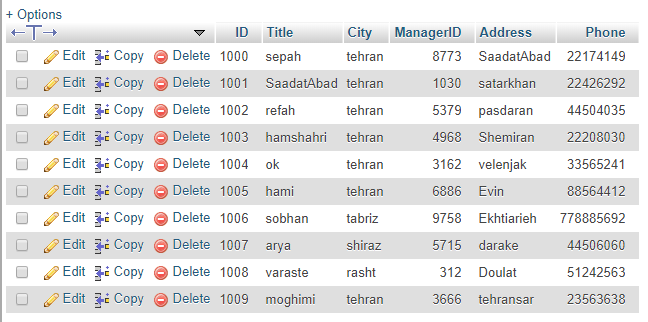 + Options
ID Title City ManagerID Address Phone
Edit Copy Delete 1000 sepah tehran 8773 SaadatAbad 22174149
Edit Copy Delete 1001 SaadatAbad tehran 1030 satarkhan 22426292
Edit Copy Delete 1002 refah tehran 5379 pasdaran 44504035
Edit Copy Delete 1003 hamshahri tehran 4968 Shemiran 22208030
Edit Copy Delete 1004 ok tehran 3162 velenjak 33565241
Edit Copy Delete 1005 hami tehran 6886 Evin 88564412
Edit Copy Delete 1006 sobhan tabriz 9758 Ekhtiarieh 778885692
Edit Copy Delete 1007 arya shiraz 5715 darake 44506060
Edit Copy Delete 1008 varaste rasht 312 Doulat 51242563
Edit Copy Delete 1009 moghimi tehran 3666 tehransar 23563638